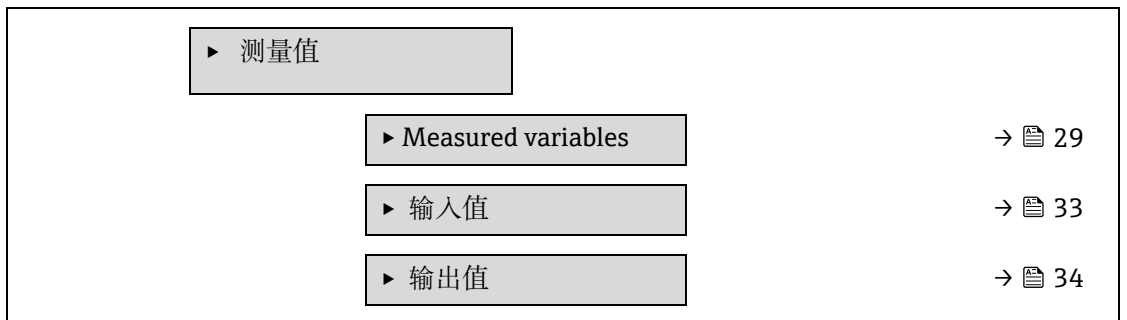 ▸ 测量值
▸ Measured variables → 🗎 29
▸ 输入值 → 🗎 33
▸ 输出值 → 🗎 34